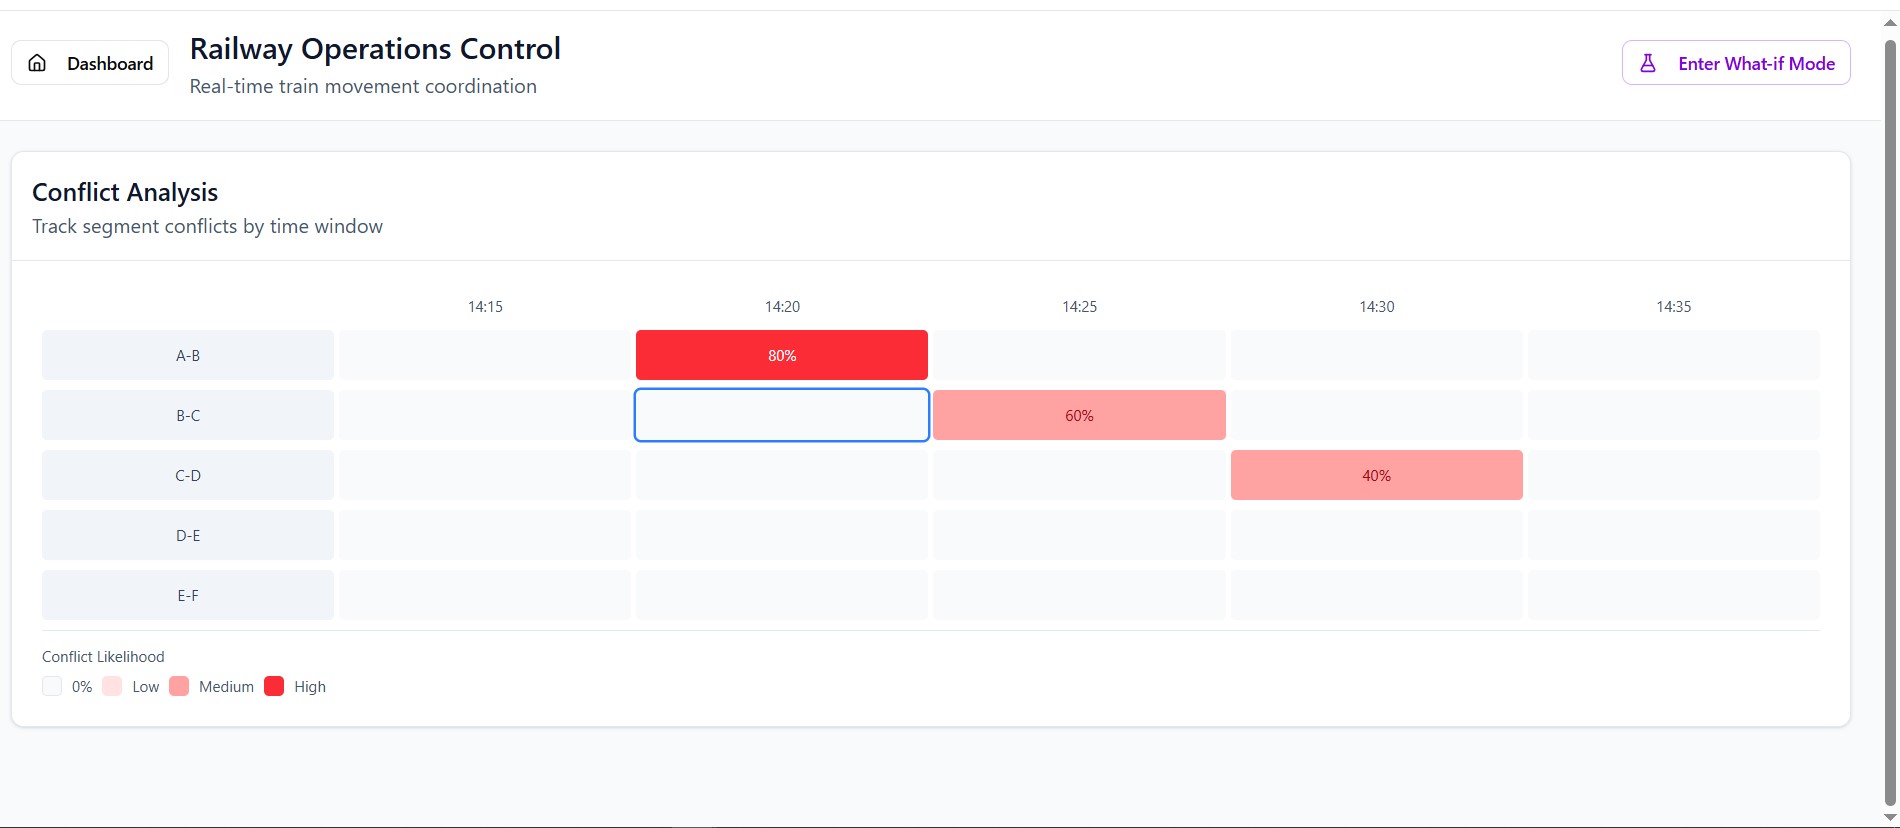 Dashboard
Railway Operations Control
Real-time train movement coordination
Enter What-if Mode
Conflict Analysis
Track segment conflicts by time window
14:15 14:20 14:25 14:30 14:35
A-B 80%
B-C 60%
C-D 40%
D-E
E-F
Conflict Likelihood
0% Low Medium High